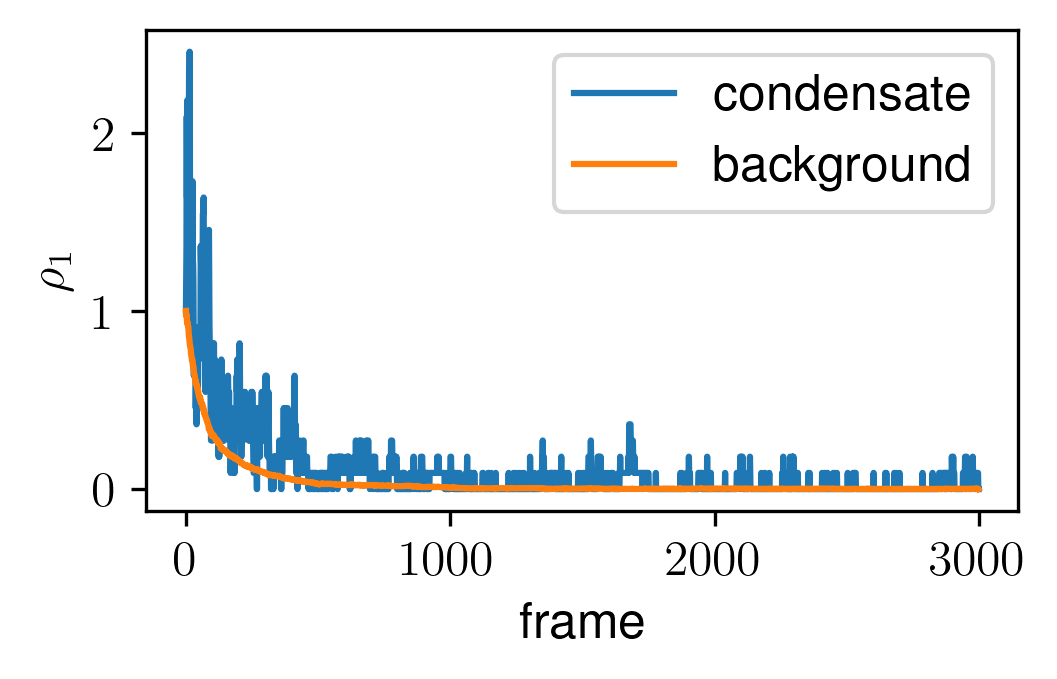 condensate
background
2
1
0
ρ₁
0 1000 2000 3000
frame